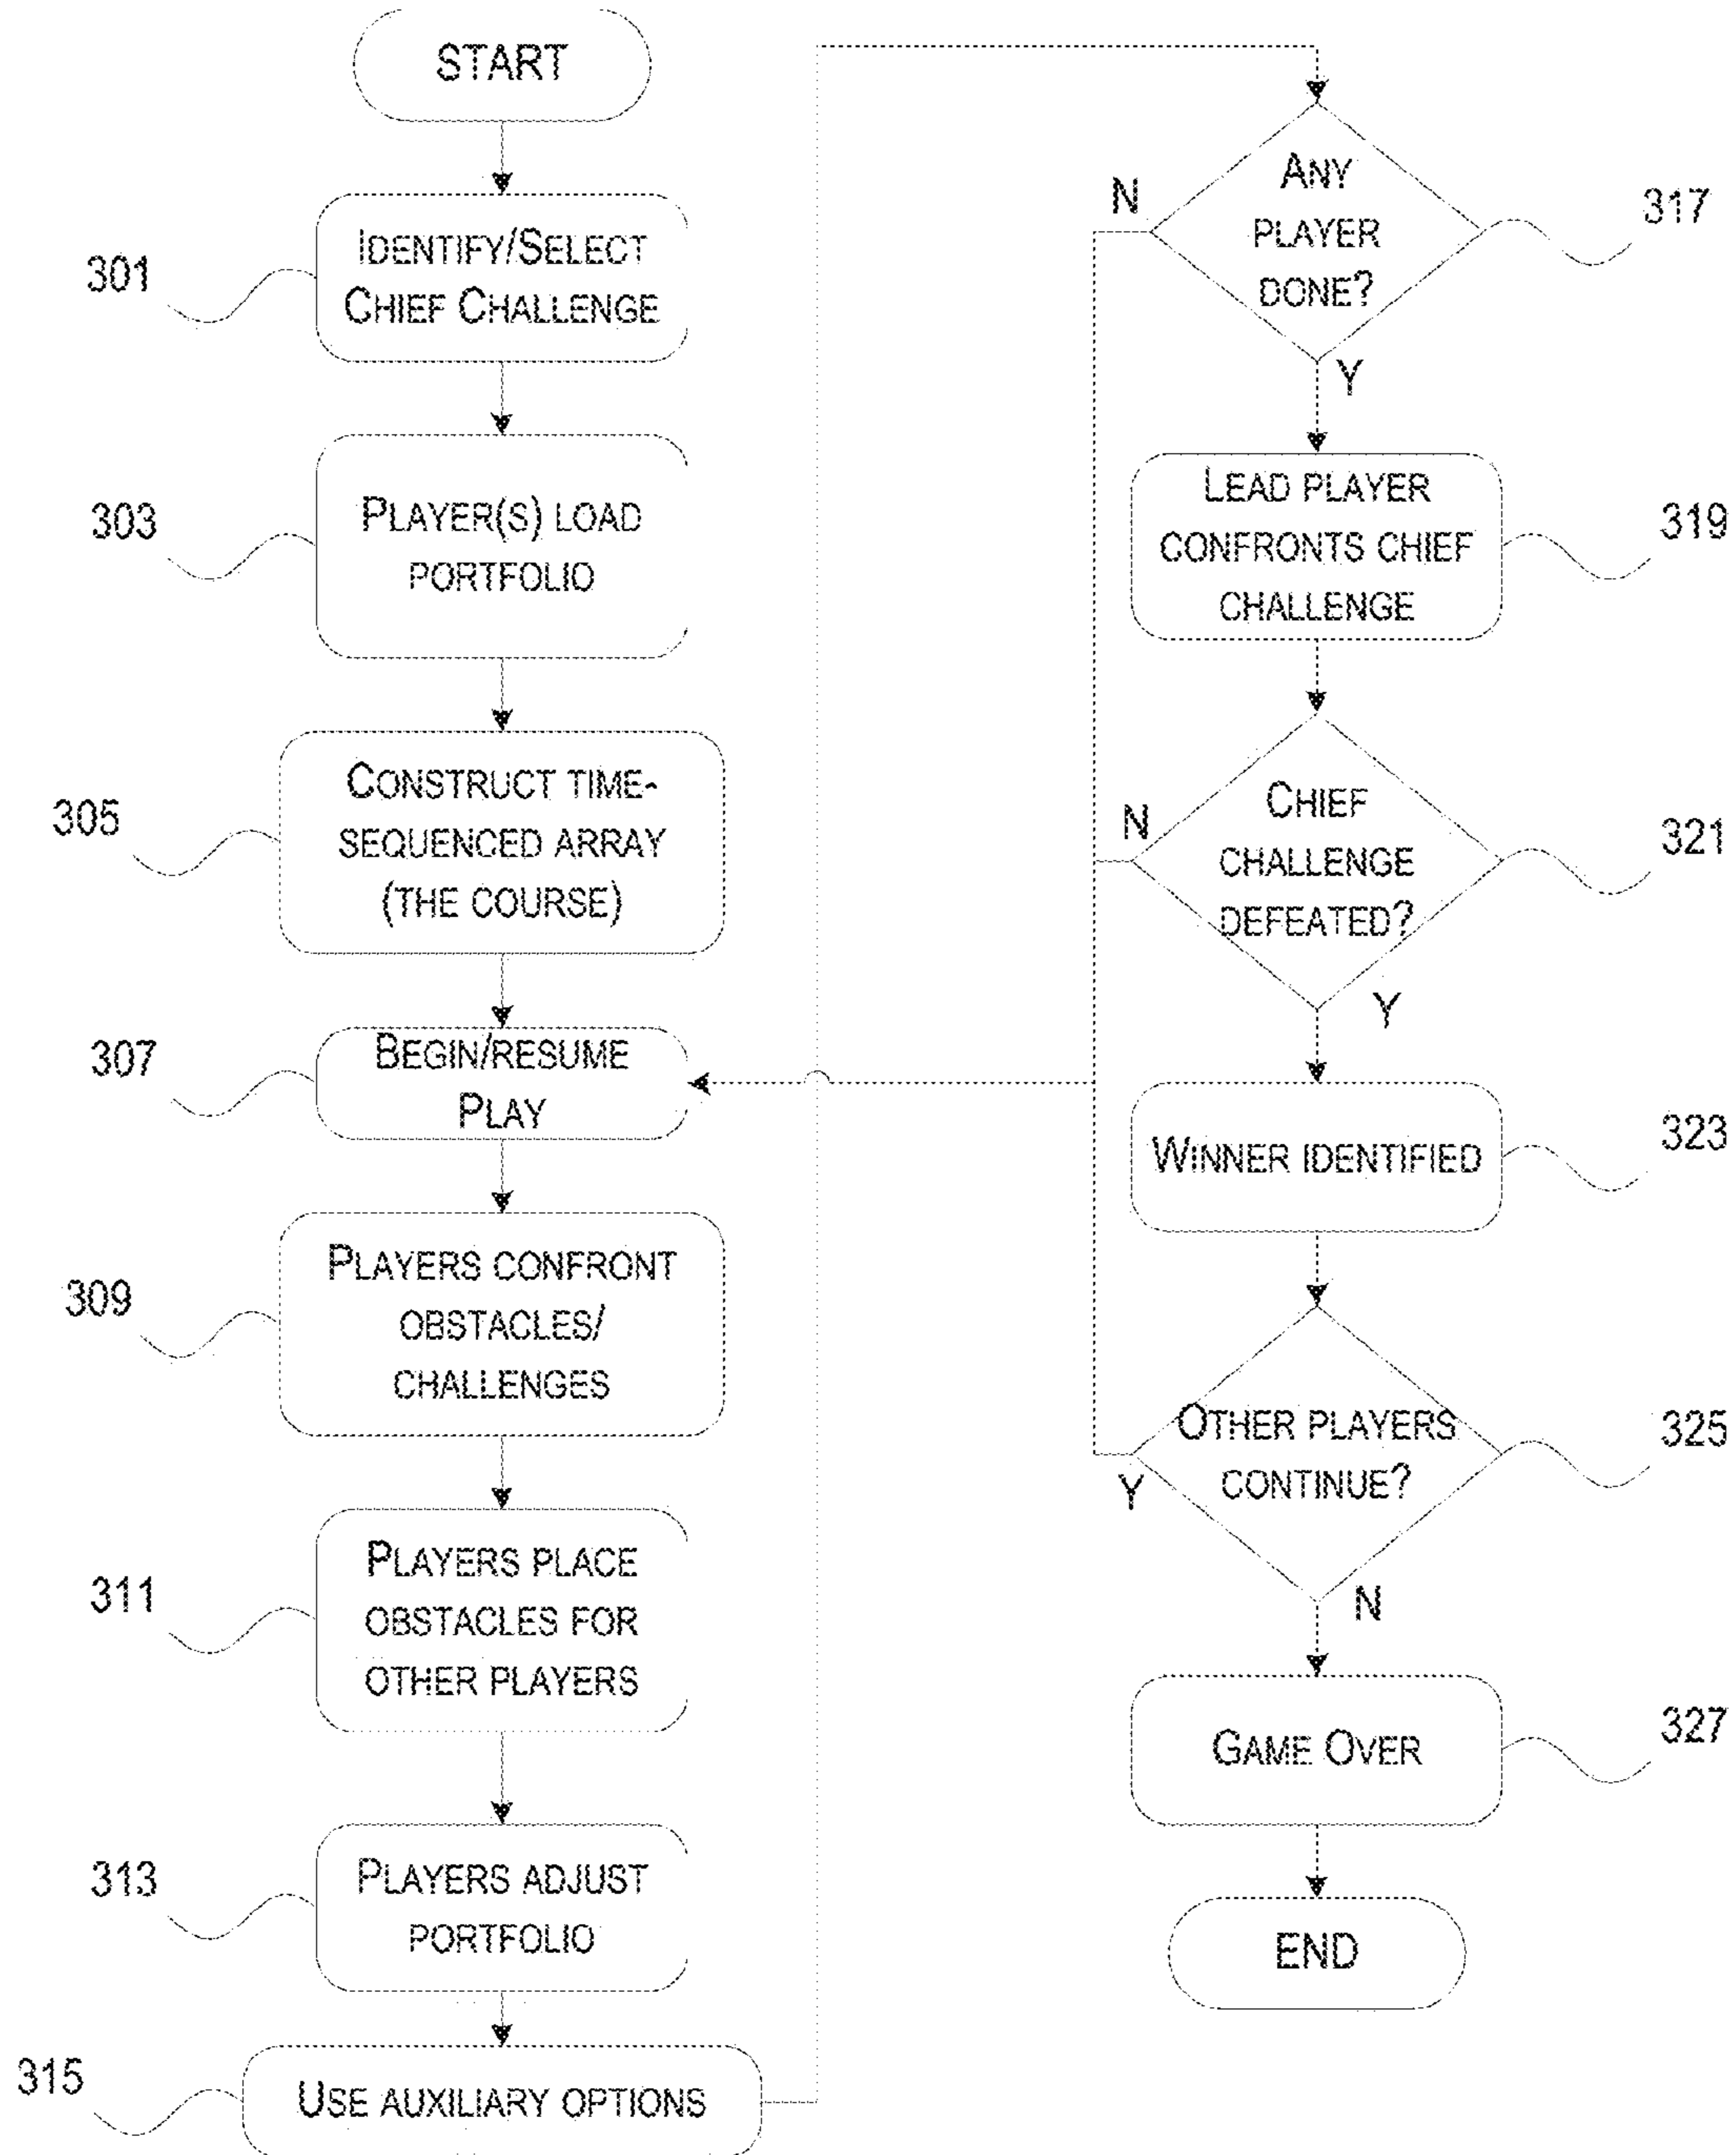 START
301
IDENTIFY/SELECT
CHIEF CHALLENGE
303
PLAYER(S) LOAD
PORTFOLIO
305
CONSTRUCT TIME-
SEQUENCED ARRAY
(THE COURSE)
307
BEGIN/RESUME
PLAY
309
PLAYERS CONFRONT
OBSTACLES/
CHALLENGES
311
PLAYERS PLACE
OBSTACLES FOR
OTHER PLAYERS
313
PLAYERS ADJUST
PORTFOLIO
315
USE AUXILIARY OPTIONS
ANY
PLAYER
DONE?
N
Y
317
LEAD PLAYER
CONFRONTS CHIEF
CHALLENGE
319
CHIEF
CHALLENGE
DEFEATED?
N
Y
321
WINNER IDENTIFIED
323
OTHER PLAYERS
CONTINUE?
Y
N
325
GAME OVER
327
END